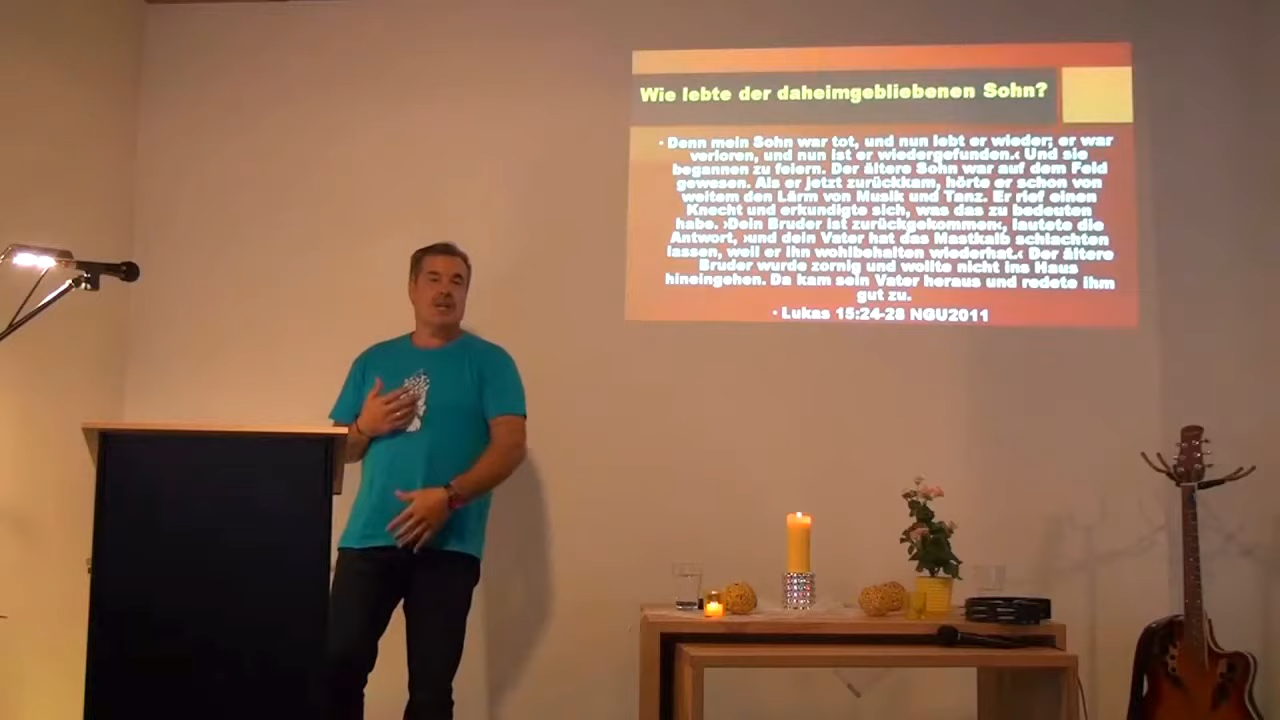 Wie lebte der daheimgebliebenen Sohn?
• Denn mein Sohn war tot, und nun lebt er wieder; er war
verloren, und nun ist er wiedergefunden.‹ Und sie
begannen zu feiern. Der ältere Sohn war auf dem Feld
gewesen. Als er jetzt zurückkam, hörte er schon von
weitem den Lärm von Musik und Tanz. Er rief einen
Knecht und erkundigte sich, was das zu bedeuten
habe. ›Dein Bruder ist zurückgekommen‹, lautete die
Antwort, ›und dein Vater hat das Mastkalb schlachten
lassen, weil er ihn wohlbehalten wiederhat.‹ Der ältere
Bruder wurde zornig und wollte nicht ins Haus
hineingehen. Da kam sein Vater heraus und redete ihm
gut zu.
• Lukas 15:24-28 NGU2011